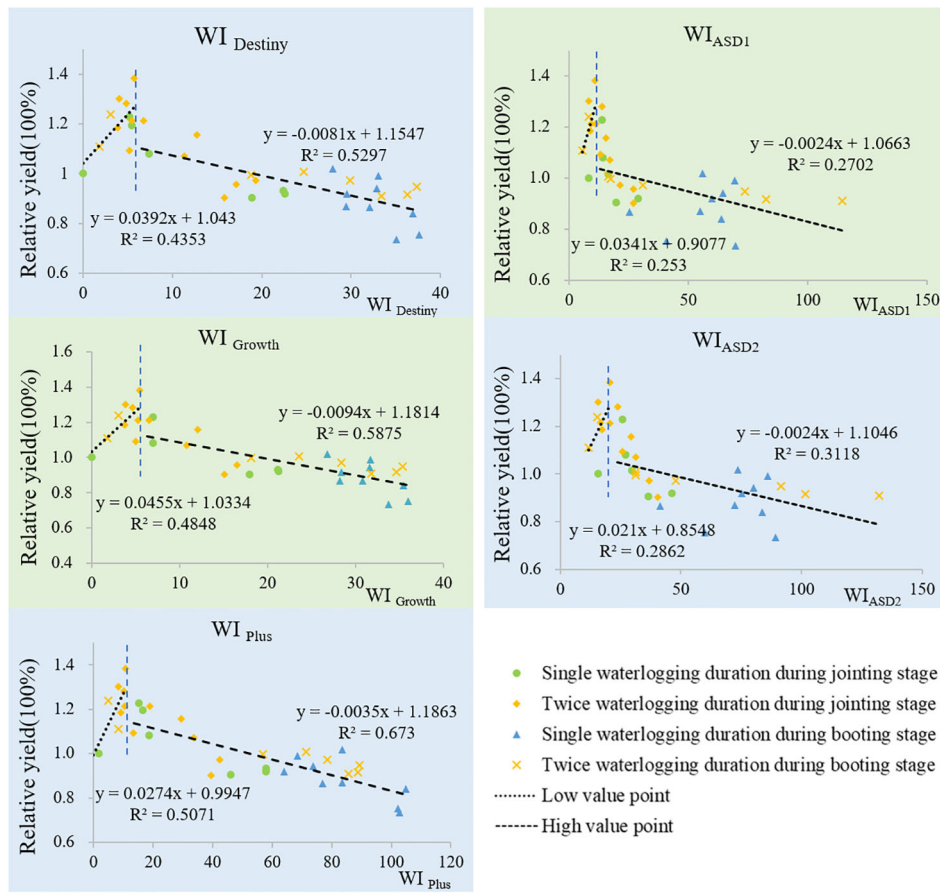 WI Destiny
Relative yield(100%)
1.4
1.2
1.0
0.8
0.6
y = -0.0081x + 1.1547
R² = 0.5297
y = 0.0392x + 1.043
R² = 0.4353
0 10 20 30 40
WI Destiny
WI ASD1
Relative yield(100%)
1.4
1.2
1.0
0.8
0.6
y = -0.0024x + 1.0663
R² = 0.2702
y = 0.0341x + 0.9077
R² = 0.253
0 50 100 150
WI ASD1
WI Growth
Relative yield(100%)
1.6
1.4
1.2
1.0
0.8
0.6
0.4
y = -0.0094x + 1.1814
R² = 0.5875
y = 0.0455x + 1.0334
R² = 0.4848
0 10 20 30 40
WI Growth
WI ASD2
Relative yield(100%)
1.6
1.4
1.2
1.0
0.8
0.6
0.4
y = -0.0024x + 1.1046
R² = 0.3118
y = 0.021x + 0.8548
R² = 0.2862
0 50 100 150
WI ASD2
WI Plus
Relative yield(100%)
1.4
1.2
1.0
0.8
0.6
y = -0.0035x + 1.1863
R² = 0.673
y = 0.0274x + 0.9947
R² = 0.5071
0 20 40 60 80 100 120
WI Plus
Single waterlogging duration during jointing stage
Twice waterlogging duration during jointing stage
Single waterlogging duration during booting stage
Twice waterlogging duration during booting stage
Low value point
High value point